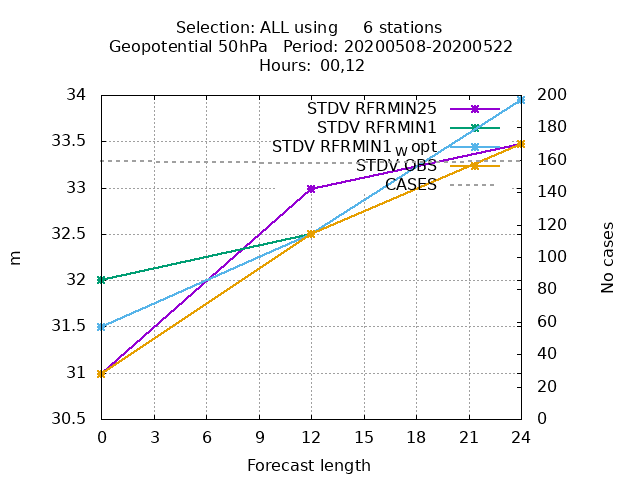 Selection: ALL using     6 stations
Geopotential 50hPa   Period: 20200508-20200522
Hours:  00,12
34
33.5
33
32.5
32
31.5
31
30.5
m
STDV RFRMIN25
STDV RFRMIN1
STDV RFRMIN1wopt
STDV OBS
CASES
200
180
160
140
120
100
80
60
40
20
0
No cases
0 3 6 9 12 15 18 21 24
Forecast length